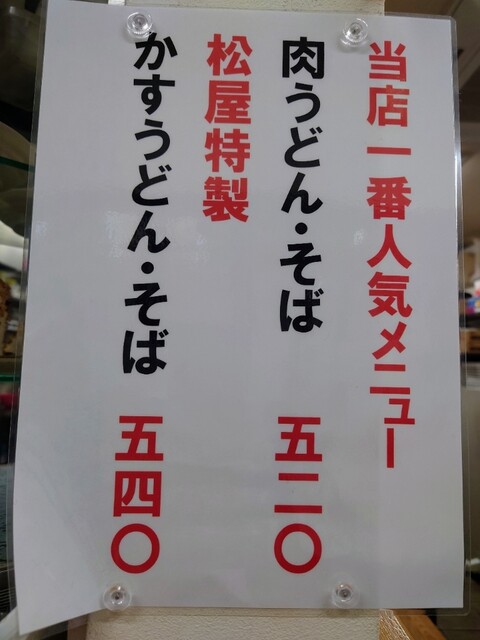 当店一番人気メニュー
肉うどん・そば 五二〇
松屋特製
かすうどん・そば 五四〇